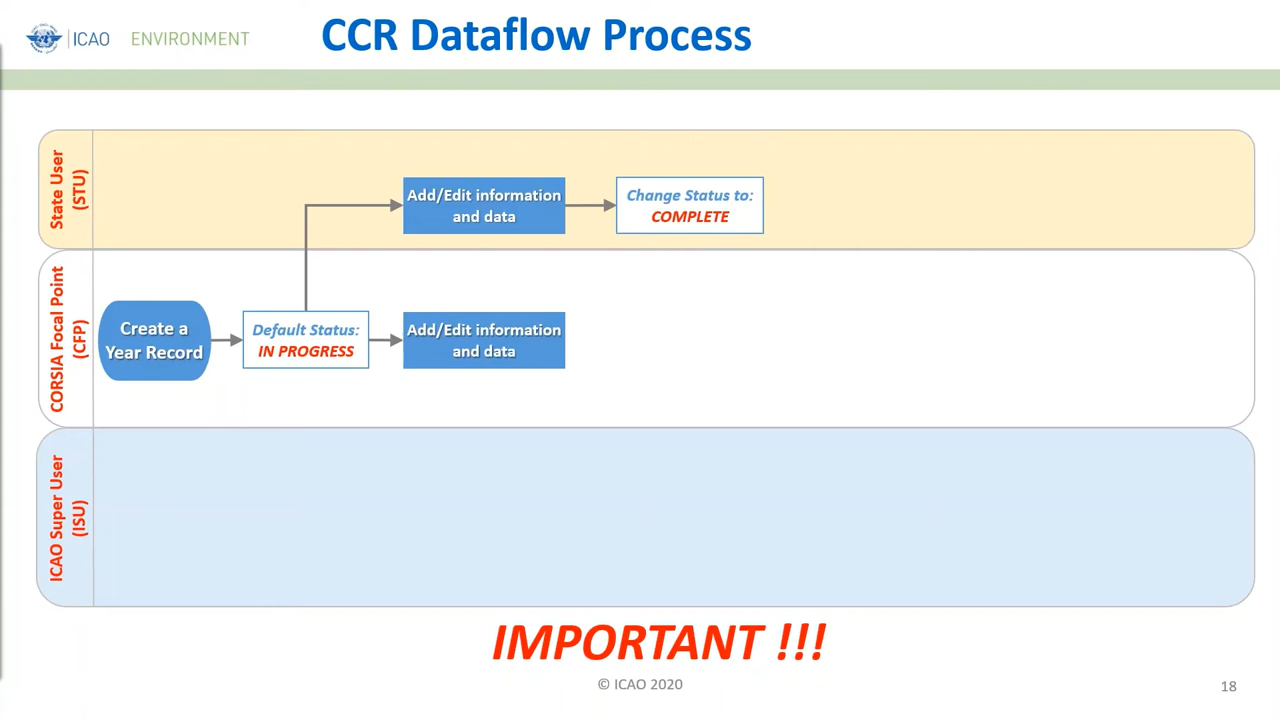 ICAO ENVIRONMENT
CCR Dataflow Process
State User
(STU)
Add/Edit information
and data
Change Status to:
COMPLETE
CORSIA Focal Point
(CFP)
Create a
Year Record
Default Status:
IN PROGRESS
Add/Edit information
and data
ICAO Super User
(ISU)
IMPORTANT !!!
© ICAO 2020
18